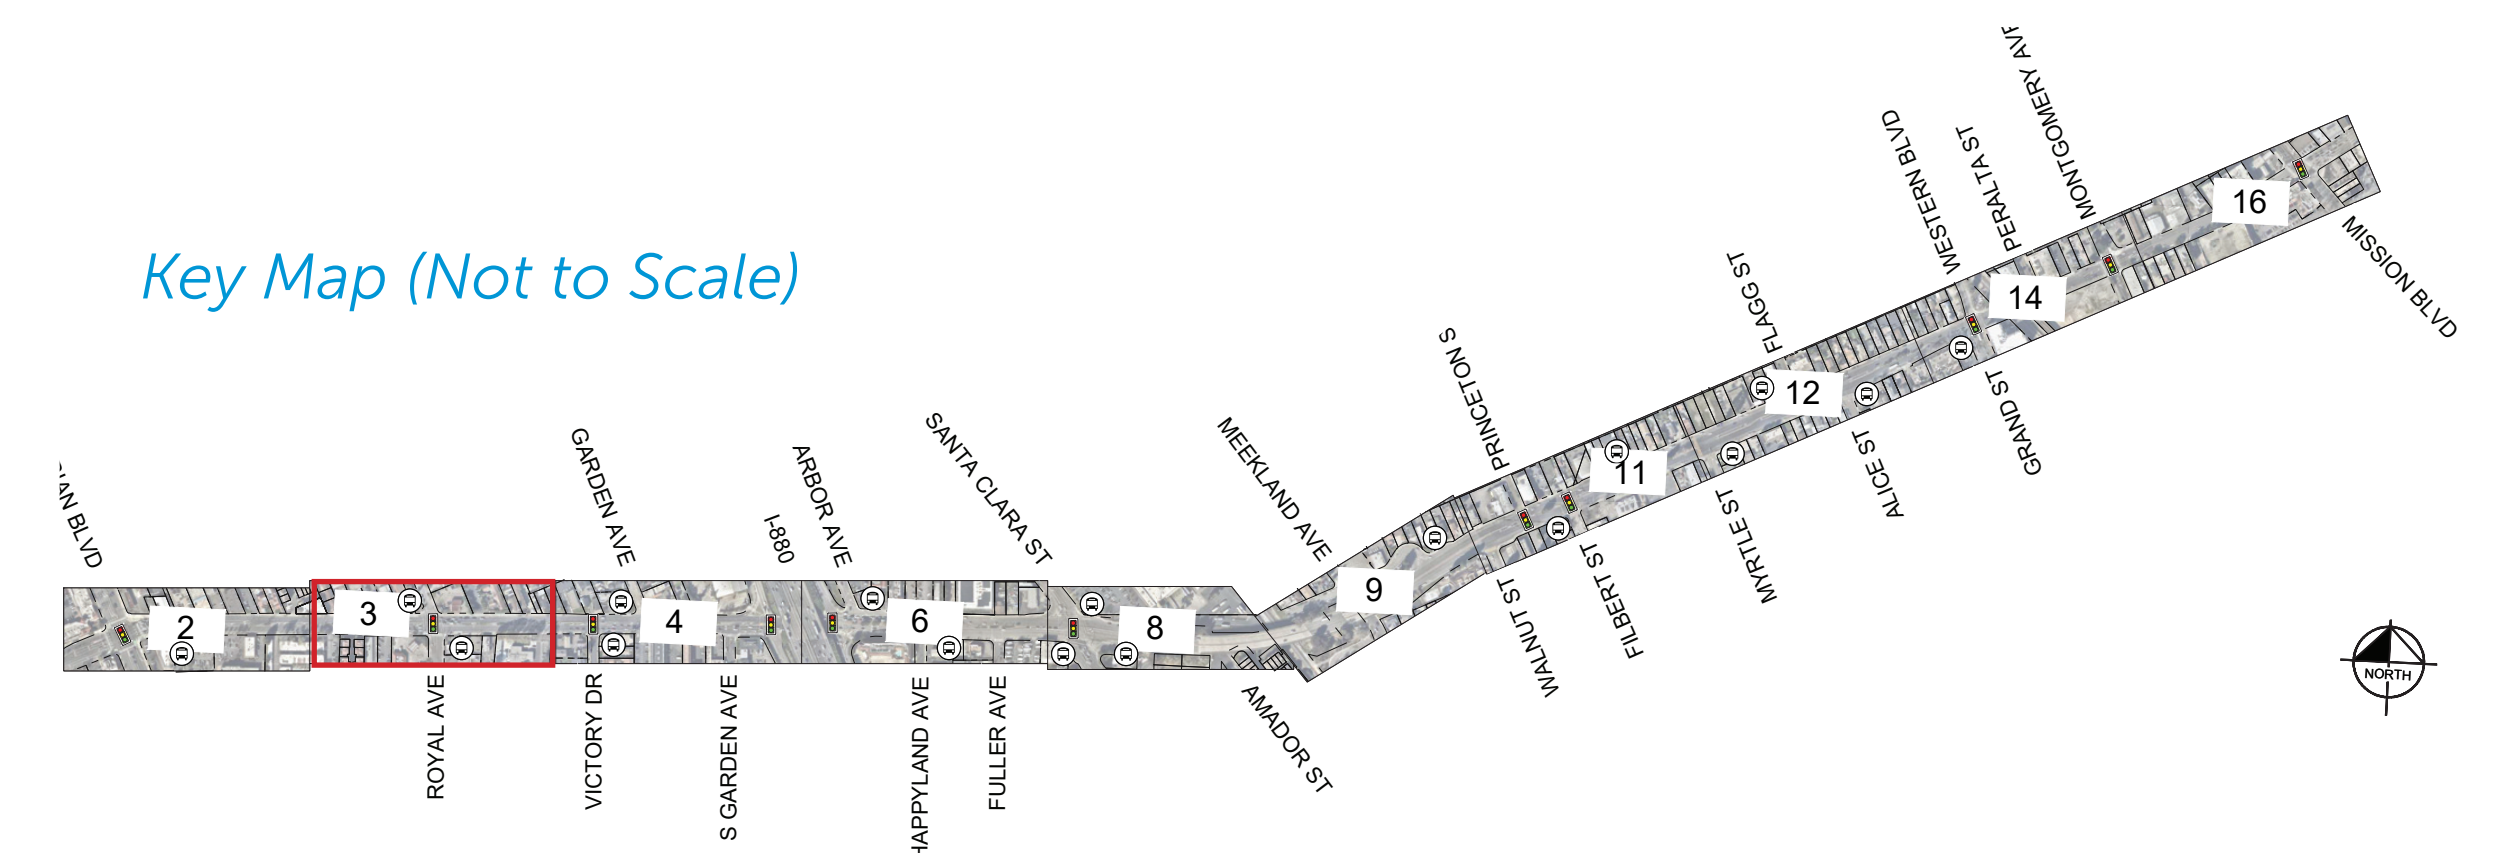 Key Map (Not to Scale)
IAN BLVD
GARDEN AVE
I-880
ARBOR AVE
SANTA CLARA ST
MEEKLAND AVE
PRINCETON S
FLAGG ST
WESTERN BLVD
PERALTA ST
MONTGOMERY AVE
2
3
4
6
8
9
11
12
14
16
ROYAL AVE
VICTORY DR
S GARDEN AVE
HAPPYLAND AVE
FULLER AVE
AMADOR ST
WALNUT ST
FILBERT ST
MYRTLE ST
ALICE ST
GRAND ST
MISSION BLVD
NORTH